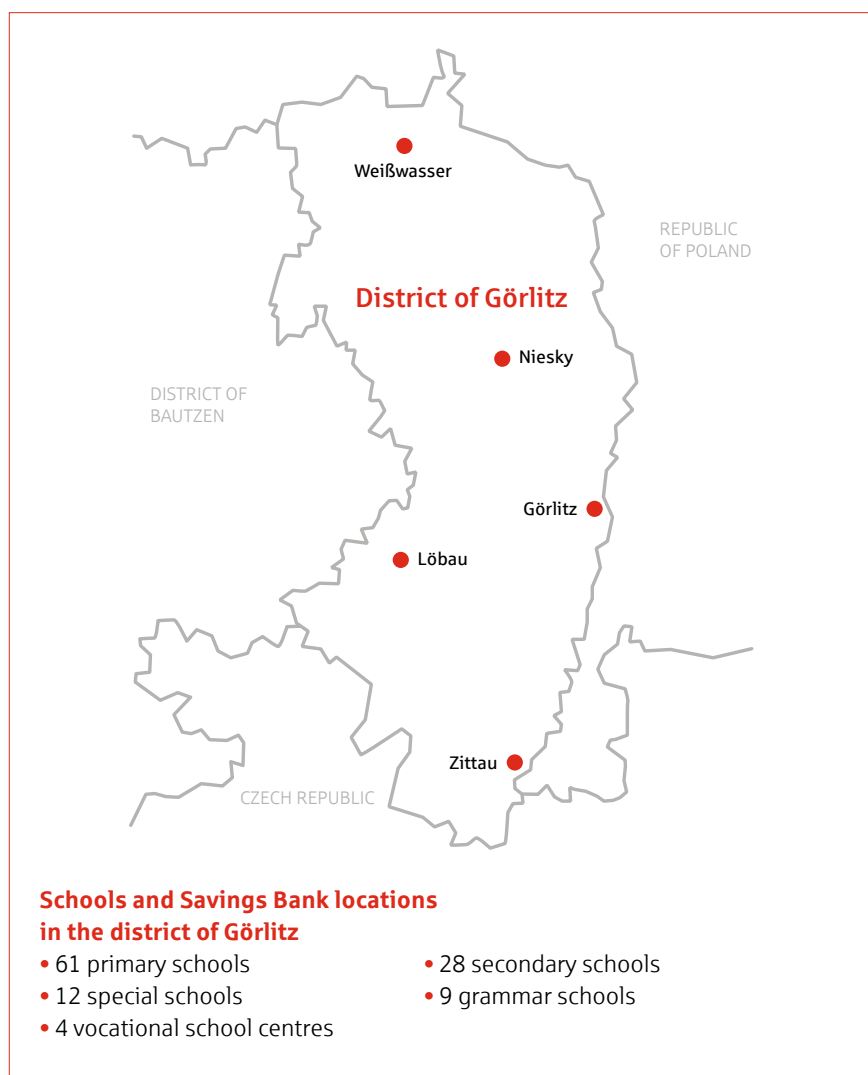 Weißwasser
REPUBLIC
OF POLAND
District of Görlitz
Niesky
DISTRICT OF
BAUTZEN
Görlitz
Löbau
Zittau
CZECH REPUBLIC
Schools and Savings Bank locations
in the district of Görlitz
• 61 primary schools
• 12 special schools
• 4 vocational school centres
• 28 secondary schools
• 9 grammar schools